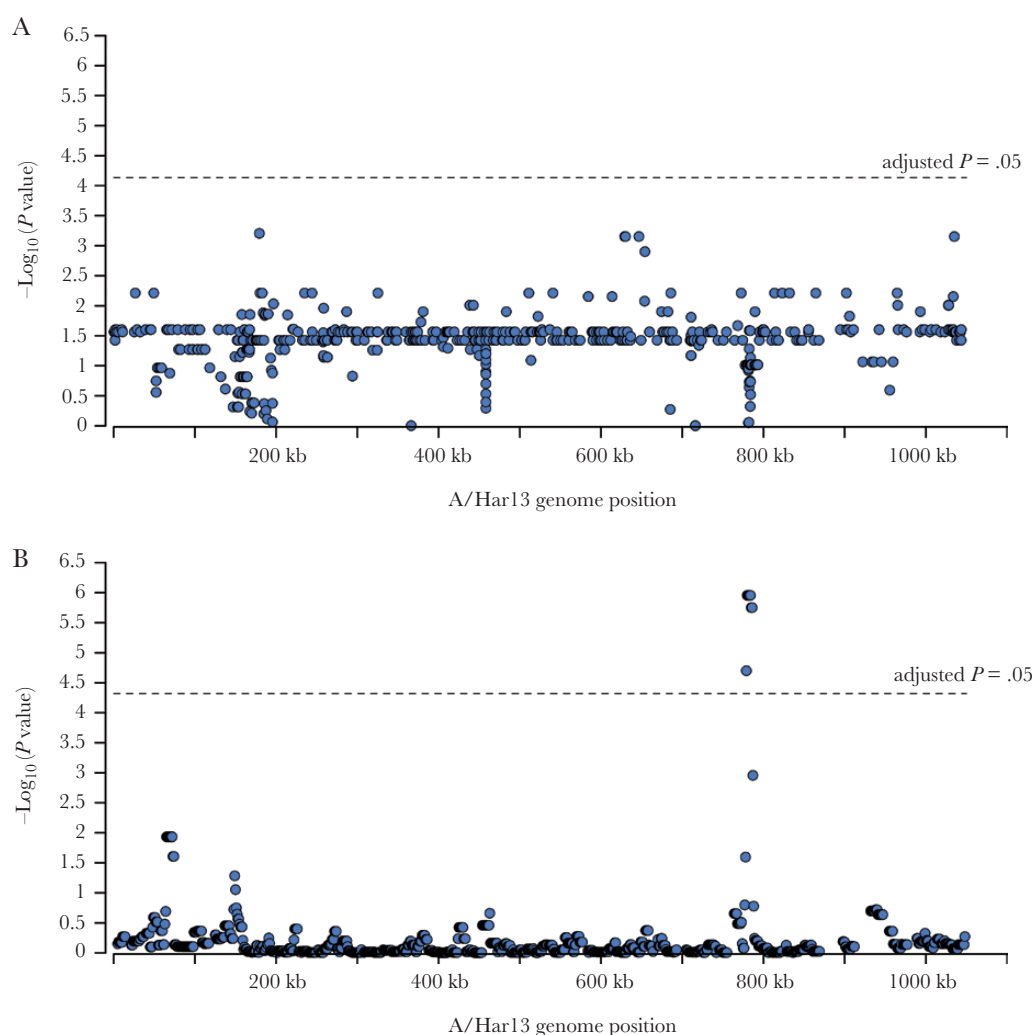 A
6.5
6
5.5
5
4.5
4
3.5
3
2.5
2
1.5
1
0.5
0
–Log10 (P value)
adjusted P = .05
200 kb 400 kb 600 kb 800 kb 1000 kb
A/Har13 genome position
B
6.5
6
5.5
5
4.5
4
3.5
3
2.5
2
1.5
1
0.5
0
–Log10 (P value)
adjusted P = .05
200 kb 400 kb 600 kb 800 kb 1000 kb
A/Har13 genome position